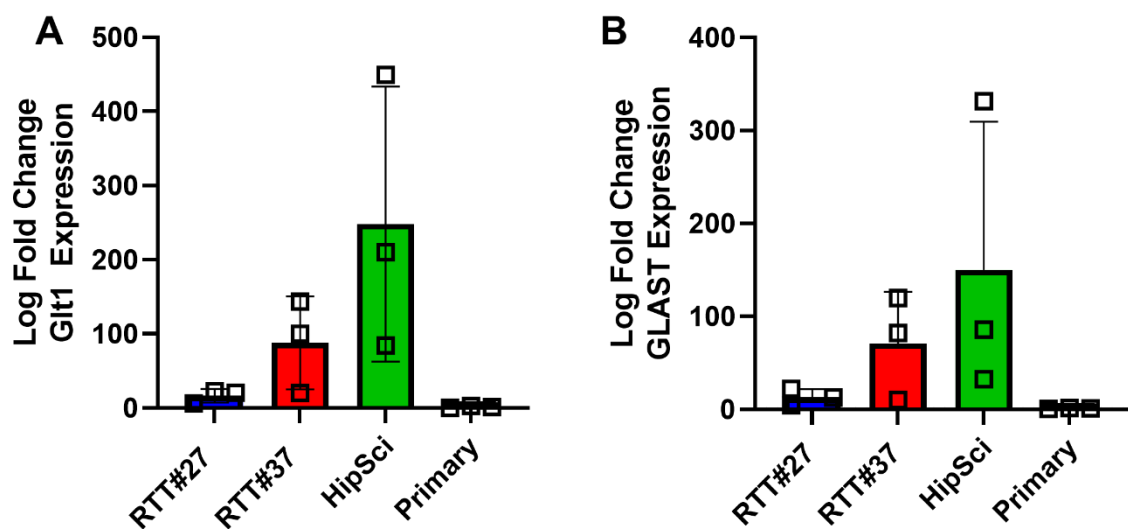 A
Log Fold Change
Glt1 Expression
500
400
300
200
100
0
RTT#27
RTT#37
HipSci
Primary
B
Log Fold Change
GLAST Expression
400
300
200
100
0
RTT#27
RTT#37
HipSci
Primary